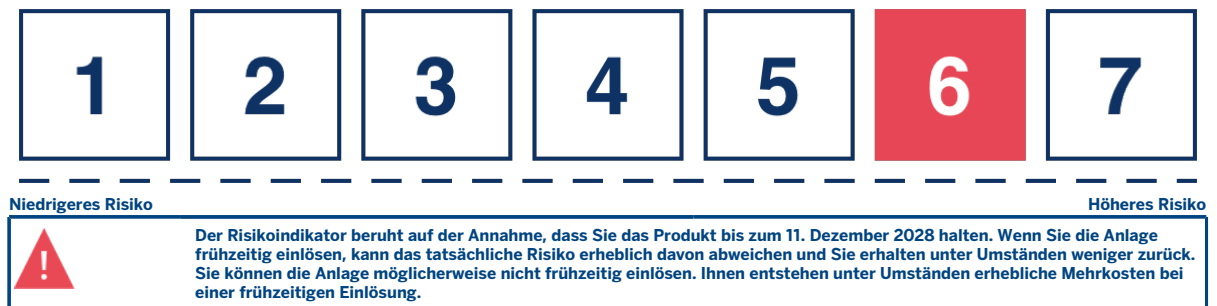 1 2 3 4 5 6 7
Niedrigeres Risiko Höheres Risiko
!
Der Risikoindikator beruht auf der Annahme, dass Sie das Produkt bis zum 11. Dezember 2028 halten. Wenn Sie die Anlage
frühzeitig einlösen, kann das tatsächliche Risiko erheblich davon abweichen und Sie erhalten unter Umständen weniger zurück.
Sie können die Anlage möglicherweise nicht frühzeitig einlösen. Ihnen entstehen unter Umständen erhebliche Mehrkosten bei
einer frühzeitigen Einlösung.